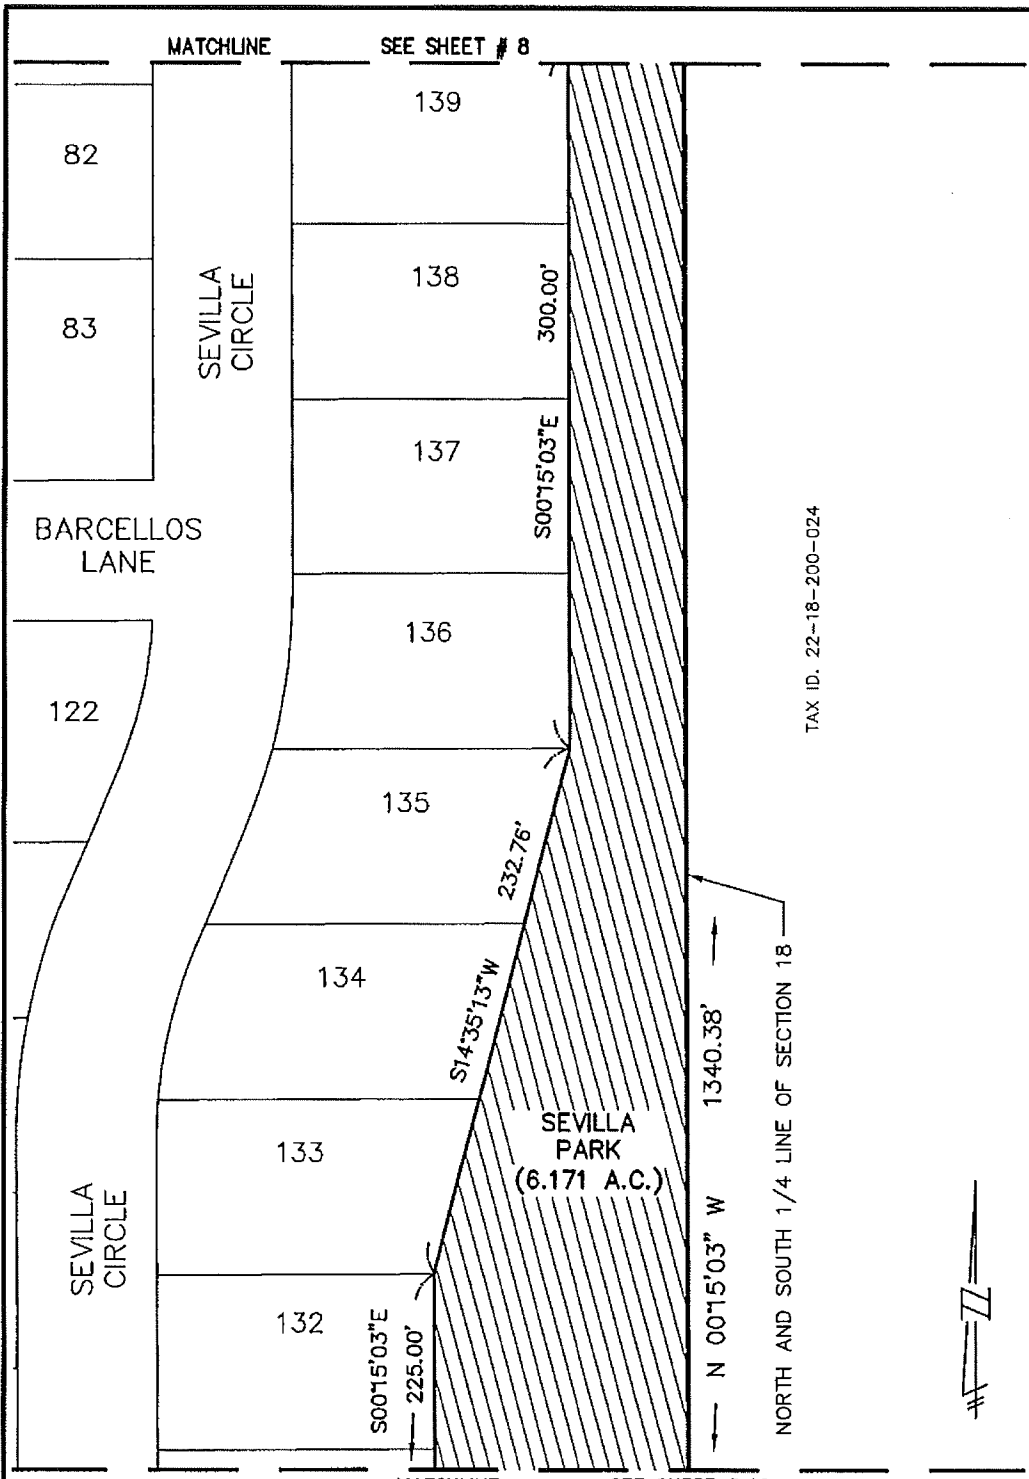 MATCHLINE SEE SHEET # 8
139
82
SEVILLA
CIRCLE
138
300.00'
83
137
S00°15'03"E
BARCELLOS
LANE
TAX ID. 22-18-200-024
136
122
135
232.76'
134
S14°35'13"W
1340.38'
N 00°15'03" W
NORTH AND SOUTH 1/4 LINE OF SECTION 18
SEVILLA
PARK
(6.171 A.C.)
133
SEVILLA
CIRCLE
132
S00°15'03"E
225.00'
N